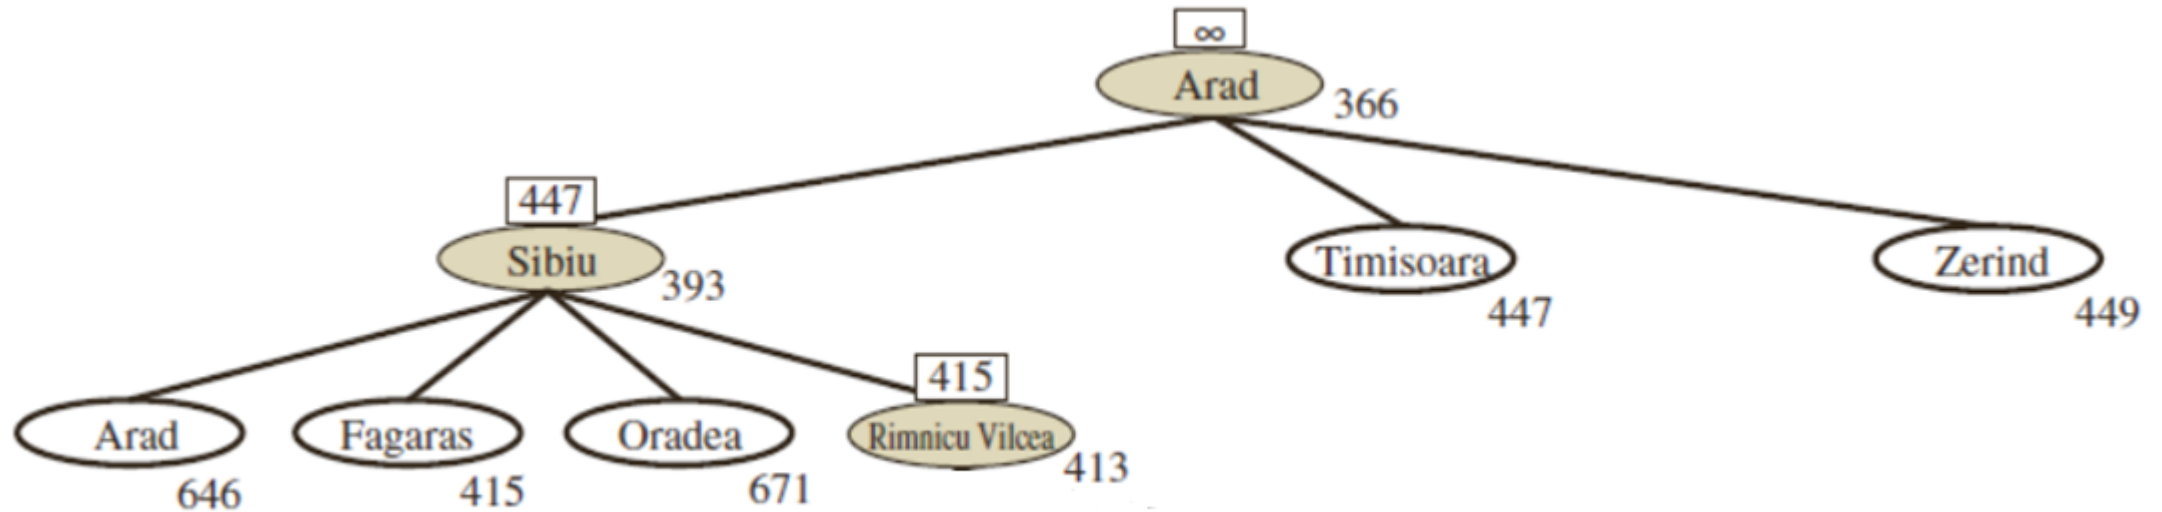 ∞
Arad
366
447
Sibiu
393
Timisoara
447
Zerind
449
Arad
646
Fagaras
415
Oradea
671
415
Rimnicu Vilcea
413